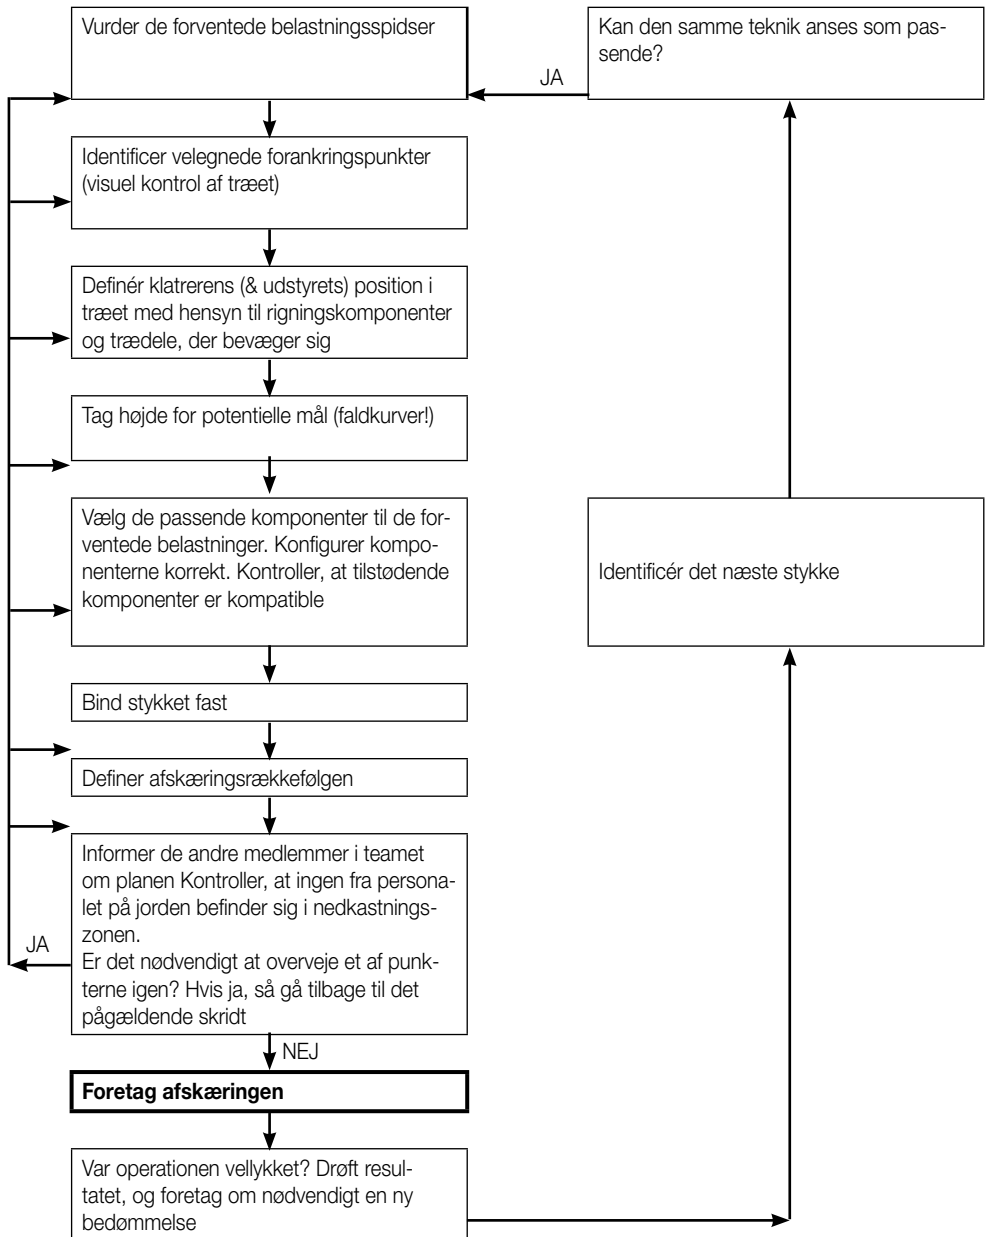 Vurder de forventede belastningsspidser
Kan den samme teknik anses som pas-
sende?
JA
Identificer velegnede forankringspunkter
(visuel kontrol af træet)
Definér klatrerens (& udstyrets) position i
træet med hensyn til rigningskomponenter
og trædele, der bevæger sig
Tag højde for potentielle mål (faldkurver!)
Vælg de passende komponenter til de for-
ventede belastninger. Konfigurer kompo-
nenterne korrekt. Kontroller, at tilstødende
komponenter er kompatible
Identificér det næste stykke
Bind stykket fast
Definer afskæringsrækkefølgen
Informer de andre medlemmer i teamet
om planen Kontroller, at ingen fra persona-
let på jorden befinder sig i nedkastnings-
zonen.
Er det nødvendigt at overveje et af punk-
terne igen? Hvis ja, så gå tilbage til det
pågældende skridt
JA
NEJ
Foretag afskæringen
Var operationen vellykket? Drøft resul-
tatet, og foretag om nødvendigt en ny
bedømmelse